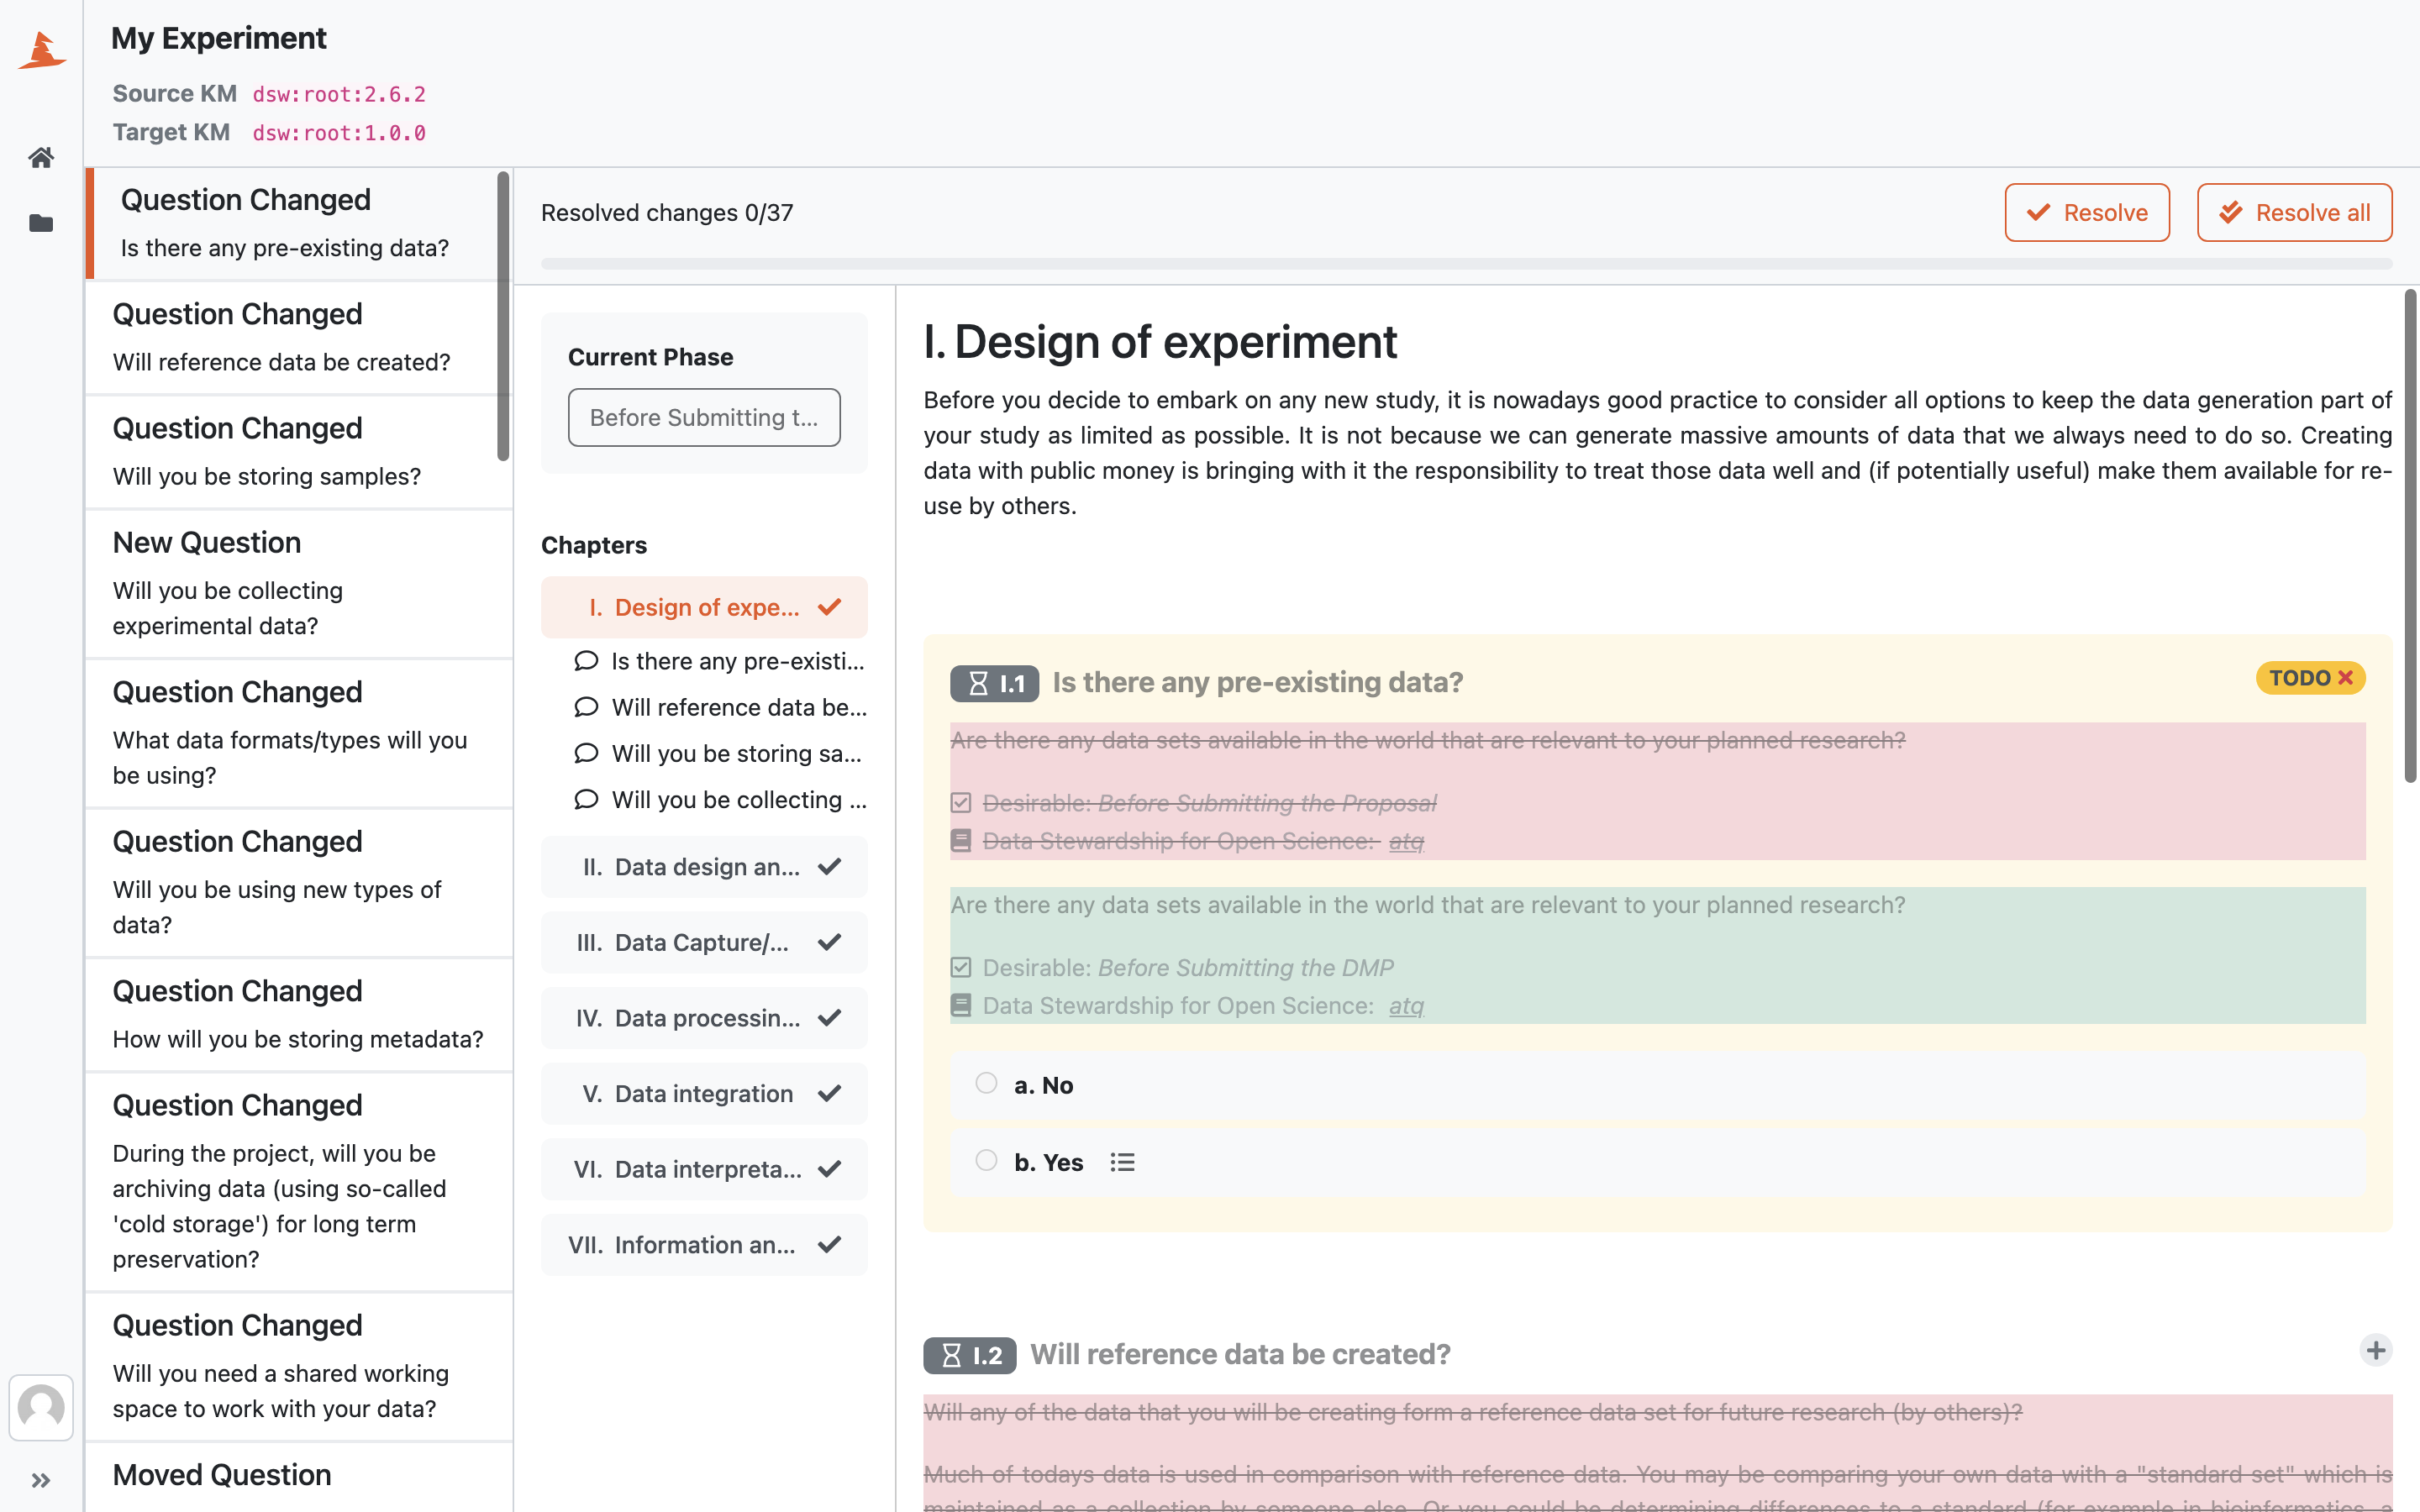 My Experiment
Source KM dsw:root:2.6.2
Target KM dsw:root:1.0.0
Question Changed
Is there any pre-existing data?
Question Changed
Will reference data be created?
Question Changed
Will you be storing samples?
New Question
Will you be collecting
experimental data?
Question Changed
What data formats/types will you
be using?
Question Changed
Will you be using new types of
data?
Question Changed
How will you be storing metadata?
Question Changed
During the project, will you be
archiving data (using so-called
'cold storage') for long term
preservation?
Question Changed
Will you need a shared working
space to work with your data?
Moved Question
Resolved changes 0/37
Resolve
Resolve all
Current Phase
Before Submitting t...
Chapters
I. Design of expe...
Is there any pre-existi...
Will reference data be...
Will you be storing sa...
Will you be collecting ...
II. Data design an...
III. Data Capture/...
IV. Data processin...
V. Data integration
VI. Data interpreta...
VII. Information an...
I. Design of experiment
Before you decide to embark on any new study, it is nowadays good practice to consider all options to keep the data generation part of
your study as limited as possible. It is not because we can generate massive amounts of data that we always need to do so. Creating
data with public money is bringing with it the responsibility to treat those data well and (if potentially useful) make them available for re-
use by others.
I.1 Is there any pre-existing data?
TODO
Are there any data sets available in the world that are relevant to your planned research?
Desirable: Before Submitting the Proposal
Data Stewardship for Open Science: atq
Are there any data sets available in the world that are relevant to your planned research?
Desirable: Before Submitting the DMP
Data Stewardship for Open Science: atq
a. No
b. Yes
I.2 Will reference data be created?
Will any of the data that you will be creating form a reference data set for future research (by others)?
Much of todays data is used in comparison with reference data. You may be comparing your own data with a "standard set" which is
maintained as a collection by someone else. Or you could be determining differences to a standard (for example in bioinformatics,